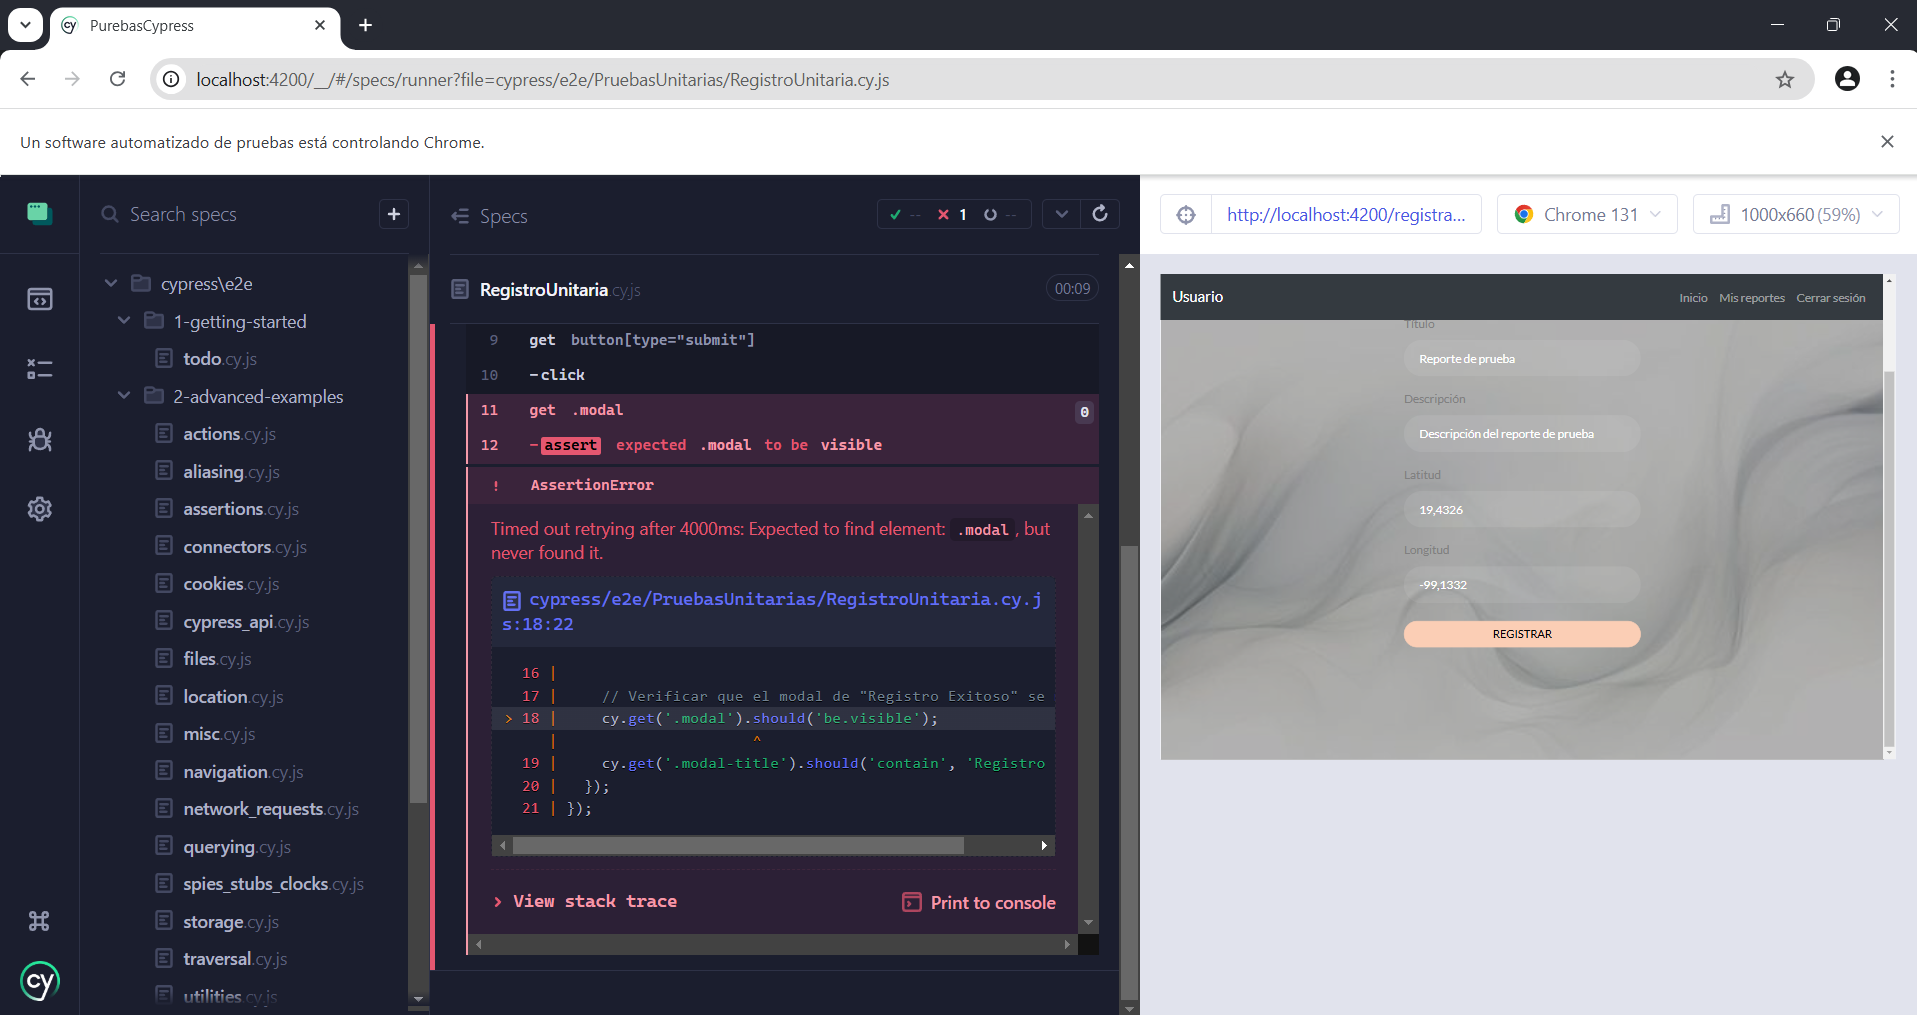 PurebasCypress
localhost:4200/__/#/specs/runner?file=cypress/e2e/PruebasUnitarias/RegistroUnitaria.cy.js
Un software automatizado de pruebas está controlando Chrome.
Search specs
+
cypress\e2e
1-getting-started
todo.cy.js
2-advanced-examples
actions.cy.js
aliasing.cy.js
assertions.cy.js
connectors.cy.js
cookies.cy.js
cypress_api.cy.js
files.cy.js
location.cy.js
misc.cy.js
navigation.cy.js
network_requests.cy.js
querying.cy.js
spies_stubs_clocks.cy.js
storage.cy.js
traversal.cy.js
utilities.cy.js
cy
Specs
-- 1 --
RegistroUnitaria.cy.js 00:09
9 get button[type="submit"]
10 -click
11 get .modal 0
12 -assert expected .modal to be visible
! AssertionError
Timed out retrying after 4000ms: Expected to find element: .modal, but
never found it.
cypress/e2e/PruebasUnitarias/RegistroUnitaria.cy.j
s:18:22
16 |
17 | // Verificar que el modal de "Registro Exitoso" se
> 18 | cy.get('.modal').should('be.visible');
| ^
19 | cy.get('.modal-title').should('contain', 'Registro
20 | });
21 | });
> View stack trace
Print to console
http://localhost:4200/registra...
Chrome 131
1000x660 (59%)
Usuario
Inicio Mis reportes Cerrar sesión
Título
Reporte de prueba
Descripción
Descripción del reporte de prueba
Latitud
19,4326
Longitud
-99,1332
REGISTRAR